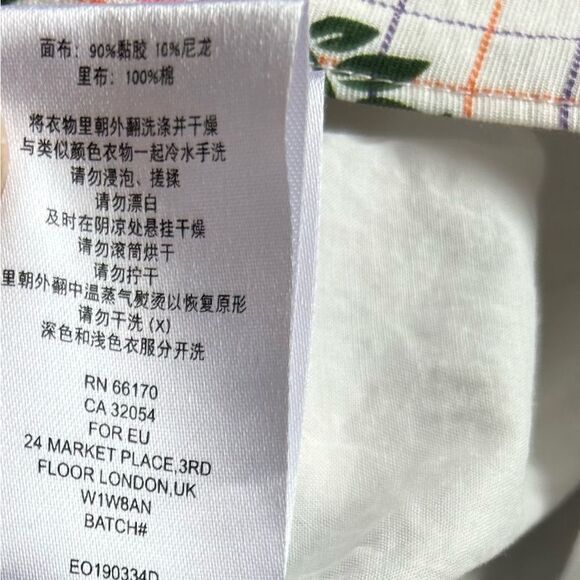 面布: 90%黏胶 10%尼龙
里布: 100%棉
将衣物里朝外翻洗涤并干燥
与类似颜色衣物一起冷水手洗
请勿浸泡、搓揉
请勿漂白
及时在阴凉处悬挂干燥
请勿滚筒烘干
请勿拧干
里朝外翻中温蒸气熨烫以恢复原形
请勿干洗 (X)
深色和浅色衣服分开洗
RN 66170
CA 32054
FOR EU
24 MARKET PLACE,3RD
FLOOR LONDON,UK
W1W8AN
BATCH#
EO190334D